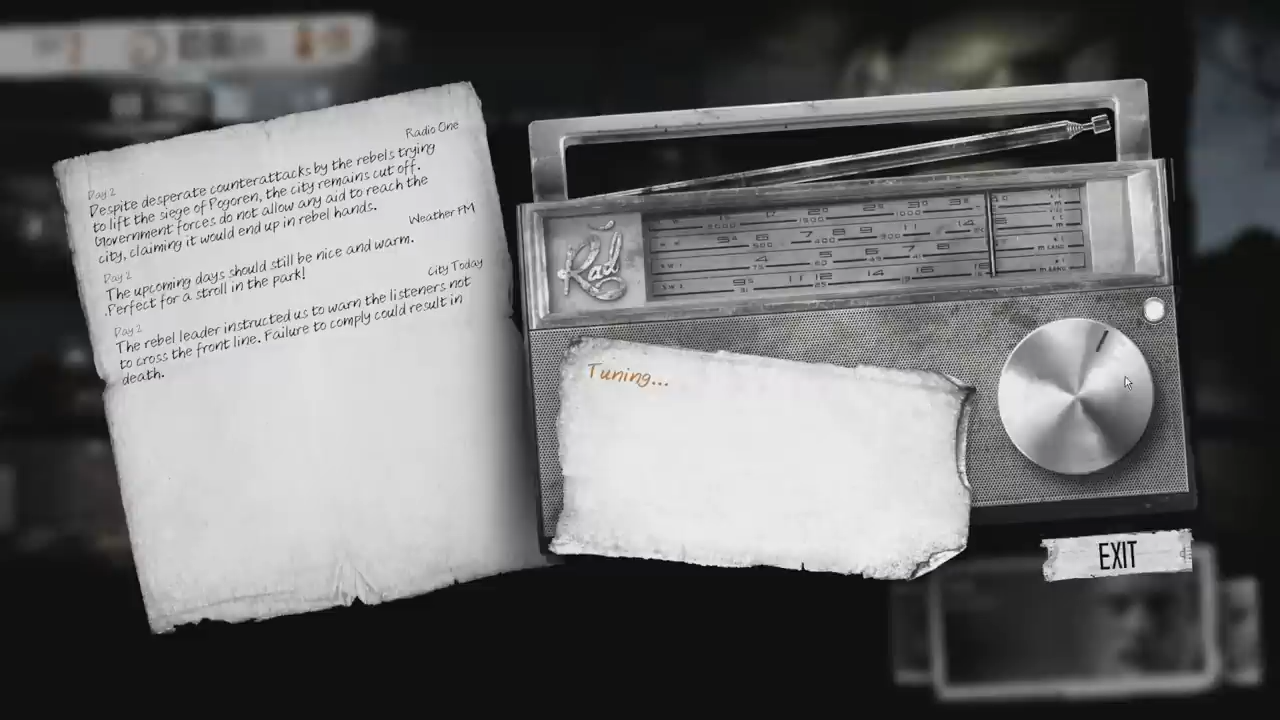 Radio One
Day 2
Despite desperate counterattacks by the rebels trying
to lift the siege of Pogoren, the city remains cut off.
Government forces do not allow any aid to reach the
city, claiming it would end up in rebel hands.
Weather FM
Day 2
The upcoming days should still be nice and warm.
Perfect for a stroll in the park!
City Today
Day 2
The rebel leader instructed us to warn the listeners not
to cross the front line. Failure to comply could result in
death.
Rad
Tuning...
EXIT